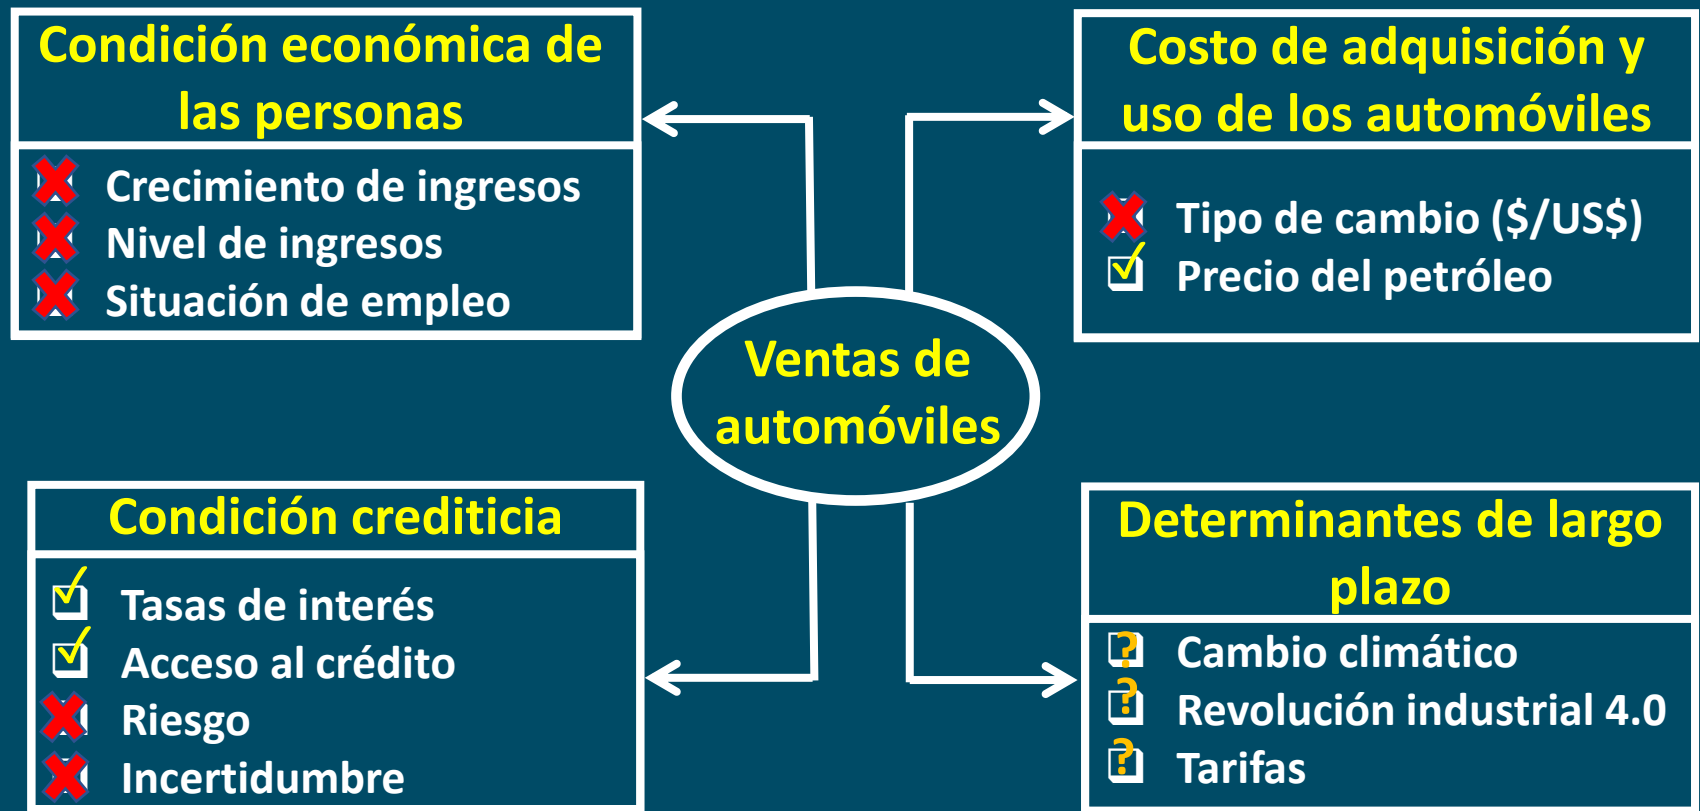 Condición económica de
las personas
Crecimiento de ingresos
Nivel de ingresos
Situación de empleo
Costo de adquisición y
uso de los automóviles
Tipo de cambio ($/US$)
Precio del petróleo
Ventas de
automóviles
Condición crediticia
Tasas de interés
Acceso al crédito
Riesgo
Incertidumbre
Determinantes de largo
plazo
? Cambio climático
? Revolución industrial 4.0
? Tarifas